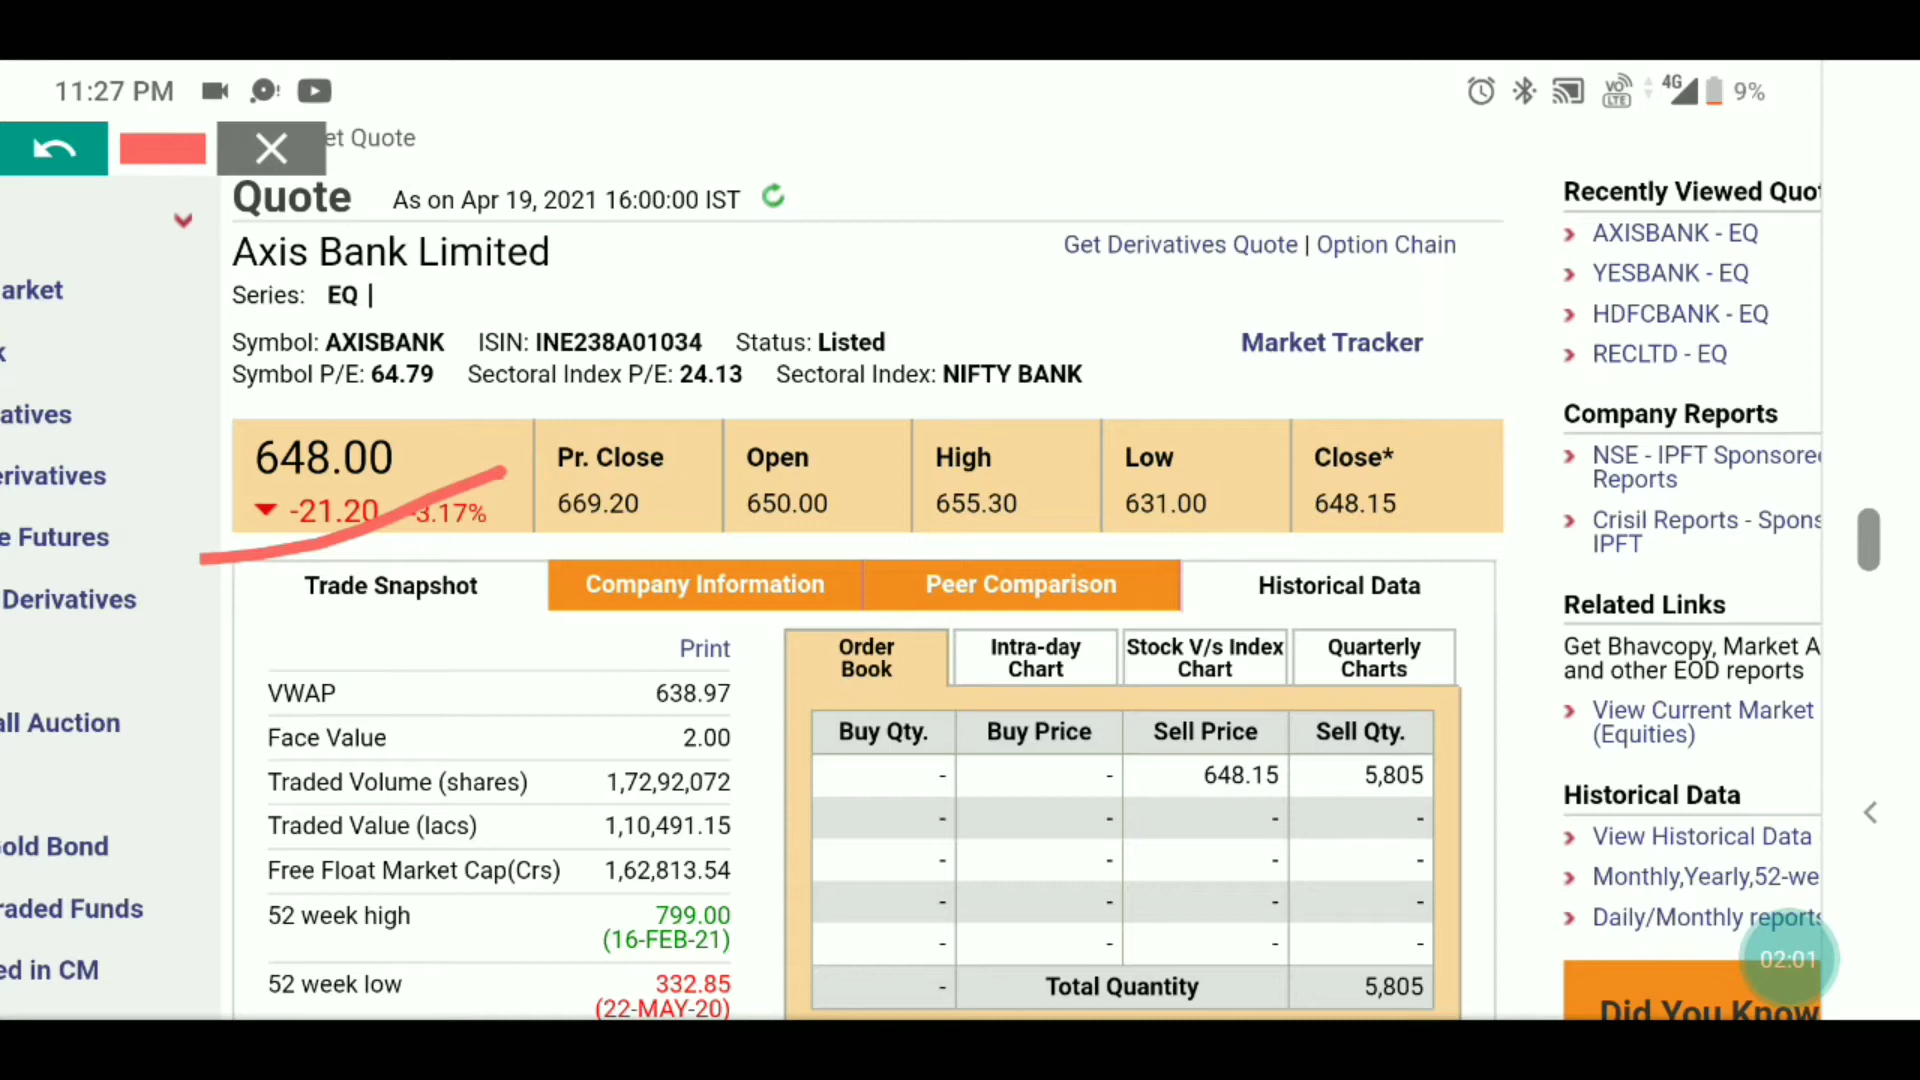 11:27 PM
4G
VO LTE
9%
et Quote
Quote As on Apr 19, 2021 16:00:00 IST
Axis Bank Limited
Get Derivatives Quote | Option Chain
Series: EQ |
Symbol: AXISBANK ISIN: INE238A01034 Status: Listed
Market Tracker
Symbol P/E: 64.79 Sectoral Index P/E: 24.13 Sectoral Index: NIFTY BANK
648.00 Pr. Close Open High Low Close*
-21.20 -3.17% 669.20 650.00 655.30 631.00 648.15
Trade Snapshot Company Information Peer Comparison Historical Data
Print
VWAP 638.97
Face Value 2.00
Traded Volume (shares) 1,72,92,072
Traded Value (lacs) 1,10,491.15
Free Float Market Cap(Crs) 1,62,813.54
52 week high 799.00
(16-FEB-21)
52 week low 332.85
(22-MAY-20)
Order Book
Intra-day Chart
Stock V/s Index Chart
Quarterly Charts
Buy Qty. Buy Price Sell Price Sell Qty.
- - 648.15 5,805
- - - -
- - - -
- - - -
- - - -
- Total Quantity 5,805
arket
k
atives
erivatives
e Futures
Derivatives
all Auction
old Bond
raded Funds
ed in CM
Recently Viewed Quo
AXISBANK - EQ
YESBANK - EQ
HDFCBANK - EQ
RECLTD - EQ
Company Reports
NSE - IPFT Sponsore
Reports
Crisil Reports - Spons
IPFT
Related Links
Get Bhavcopy, Market A
and other EOD reports
View Current Market
(Equities)
Historical Data
View Historical Data
Monthly,Yearly,52-we
Daily/Monthly reports
02:01
Did You Know